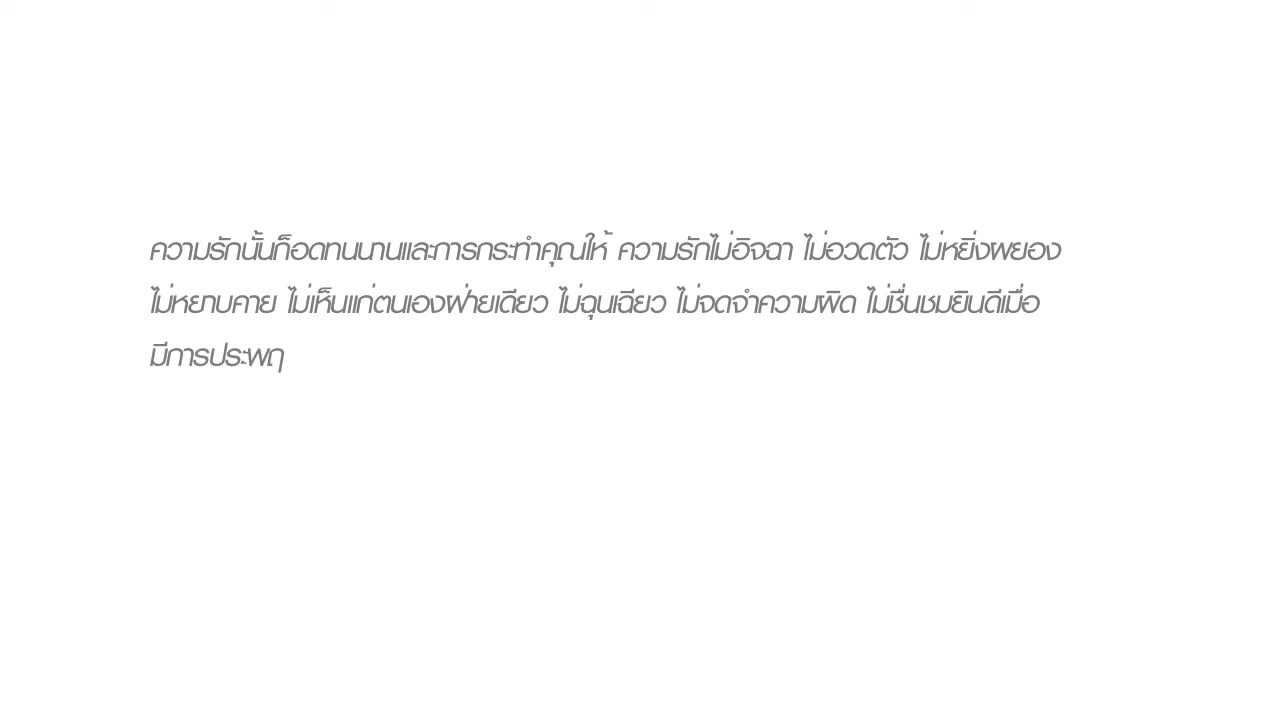 ความรักนั้นก็อดทนนานและการกระทำคุณให้ ความรักไม่อิจฉา ไม่อวดตัว ไม่หยิ่งผยอง
ไม่หยาบคาย ไม่เห็นแก่ตนเองฝ่ายเดียว ไม่ฉุนเฉียว ไม่จดจำความผิด ไม่ชื่นชมยินดีเมื่อ
มีการประพฤ